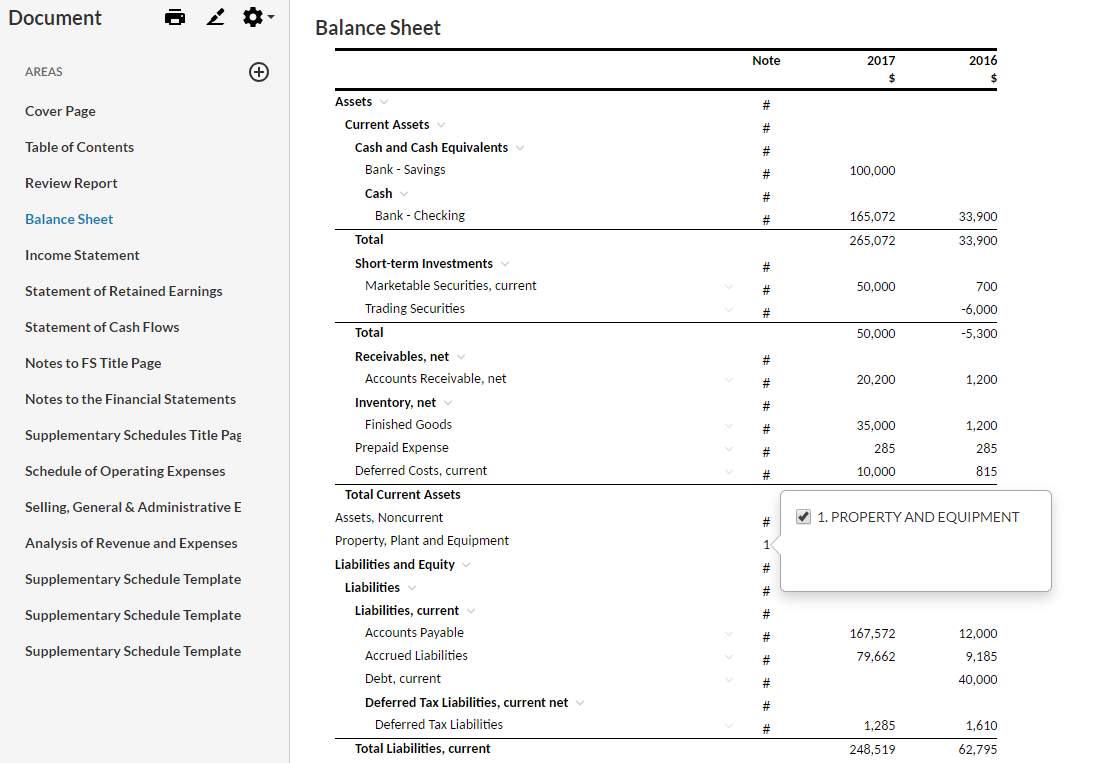 Document
AREAS
Cover Page
Table of Contents
Review Report
Balance Sheet
Income Statement
Statement of Retained Earnings
Statement of Cash Flows
Notes to FS Title Page
Notes to the Financial Statements
Supplementary Schedules Title Pag
Schedule of Operating Expenses
Selling, General & Administrative E
Analysis of Revenue and Expenses
Supplementary Schedule Template
Supplementary Schedule Template
Supplementary Schedule Template
Balance Sheet
Note 2017 2016
$ $
Assets #
Current Assets #
Cash and Cash Equivalents #
Bank - Savings # 100,000
Cash #
Bank - Checking # 165,072 33,900
Total 265,072 33,900
Short-term Investments #
Marketable Securities, current # 50,000 700
Trading Securities # -6,000
Total 50,000 -5,300
Receivables, net #
Accounts Receivable, net # 20,200 1,200
Inventory, net #
Finished Goods # 35,000 1,200
Prepaid Expense # 285 285
Deferred Costs, current # 10,000 815
Total Current Assets
Assets, Noncurrent #
1. PROPERTY AND EQUIPMENT
Property, Plant and Equipment 1
Liabilities and Equity #
Liabilities #
Liabilities, current #
Accounts Payable # 167,572 12,000
Accrued Liabilities # 79,662 9,185
Debt, current # 40,000
Deferred Tax Liabilities, current net #
Deferred Tax Liabilities # 1,285 1,610
Total Liabilities, current 248,519 62,795